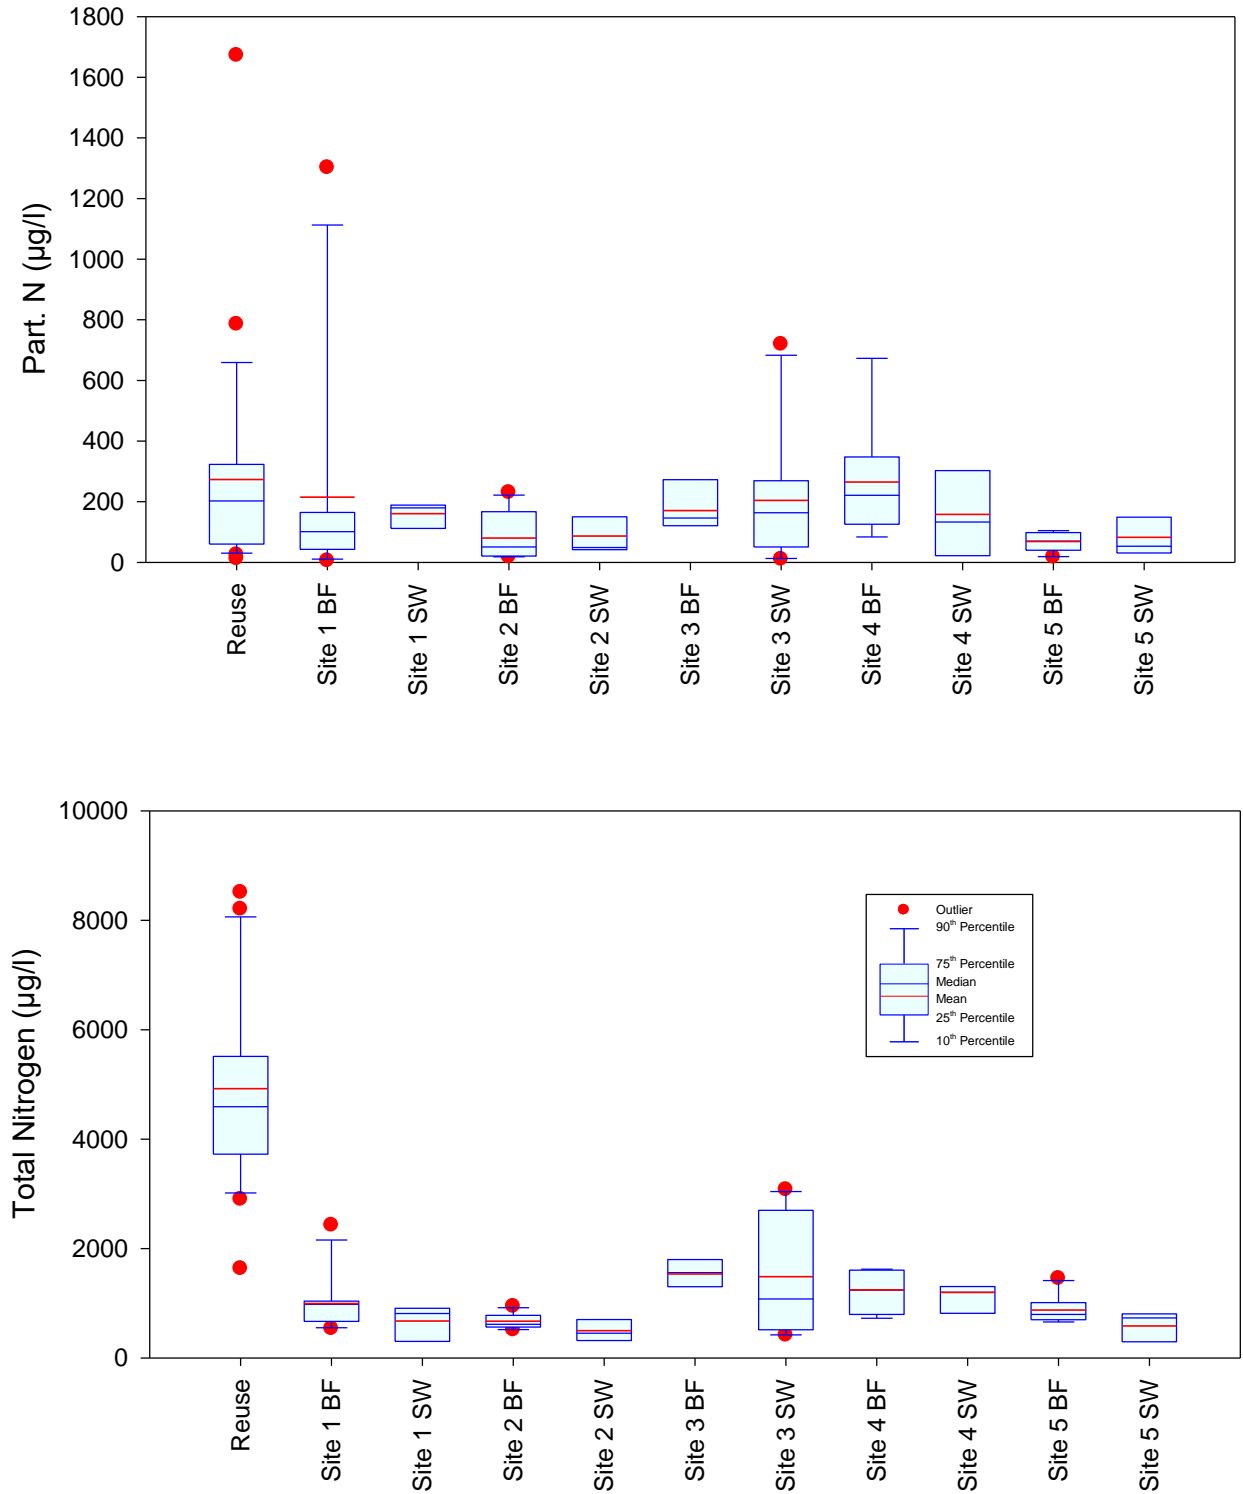 1800
1600
1400
1200
1000
800
600
400
200
0
Part. N (µg/l)
Reuse
Site 1 BF
Site 1 SW
Site 2 BF
Site 2 SW
Site 3 BF
Site 3 SW
Site 4 BF
Site 4 SW
Site 5 BF
Site 5 SW
10000
8000
6000
4000
2000
0
Total Nitrogen (µg/l)
Outlier
90th Percentile
75th Percentile
Median
Mean
25th Percentile
10th Percentile
Reuse
Site 1 BF
Site 1 SW
Site 2 BF
Site 2 SW
Site 3 BF
Site 3 SW
Site 4 BF
Site 4 SW
Site 5 BF
Site 5 SW